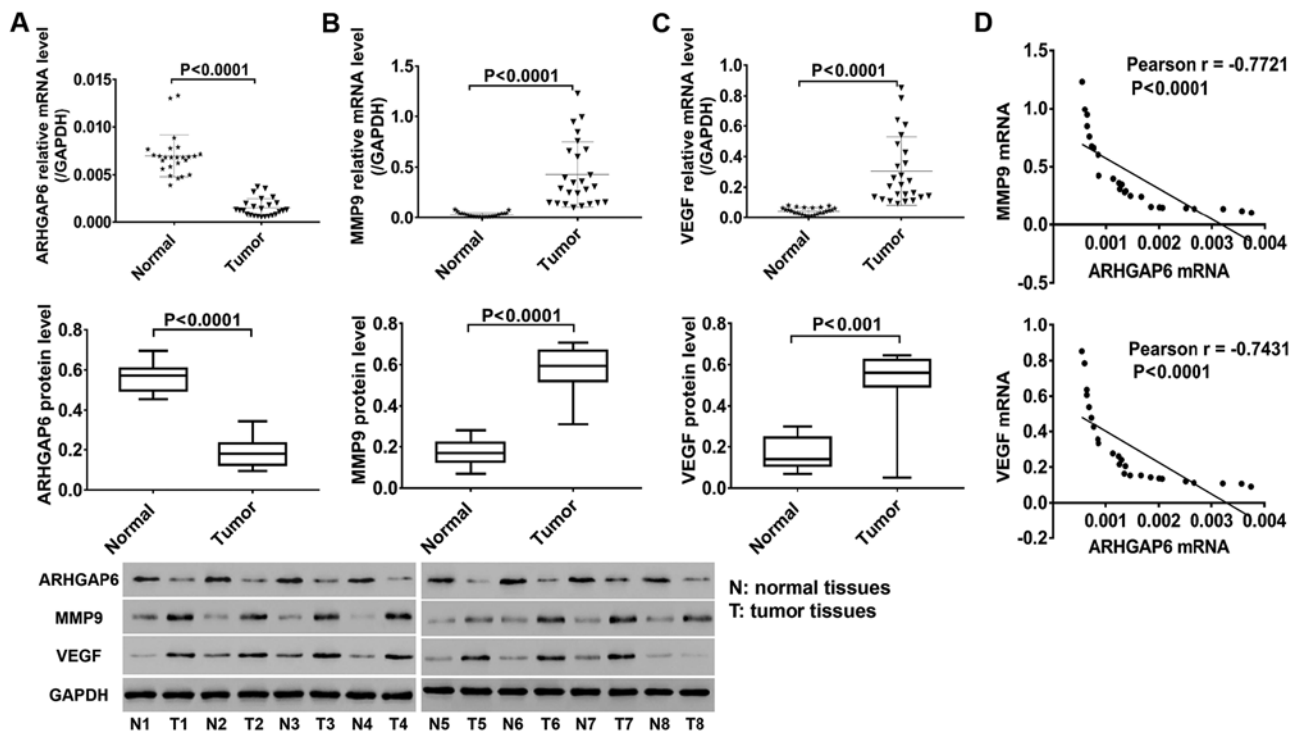 A
ARHGAP6 relative mRNA level
(/GAPDH)
0.015
0.010
0.005
0.000
P<0.0001
Normal
Tumor
B
MMP9 relative mRNA level
(/GAPDH)
1.5
1.0
0.5
0.0
P<0.0001
Normal
Tumor
C
VEGF relative mRNA level
(/GAPDH)
1.0
0.8
0.6
0.4
0.2
0.0
P<0.0001
Normal
Tumor
D
MMP9 mRNA
1.5
1.0
0.5
0.0
-0.5
Pearson r = -0.7721
P<0.0001
0.001 0.002 0.003 0.004
ARHGAP6 mRNA
ARHGAP6 protein level
0.8
0.6
0.4
0.2
0.0
P<0.0001
Normal
Tumor
MMP9 protein level
0.8
0.6
0.4
0.2
0.0
P<0.0001
Normal
Tumor
VEGF protein level
0.8
0.6
0.4
0.2
0.0
P<0.001
Normal
Tumor
VEGF mRNA
1.0
0.8
0.6
0.4
0.2
0.0
-0.2
Pearson r = -0.7431
P<0.0001
0.001 0.002 0.003 0.004
ARHGAP6 mRNA
ARHGAP6
MMP9
VEGF
GAPDH
N1 T1 N2 T2 N3 T3 N4 T4 N5 T5 N6 T6 N7 T7 N8 T8
N: normal tissues
T: tumor tissues